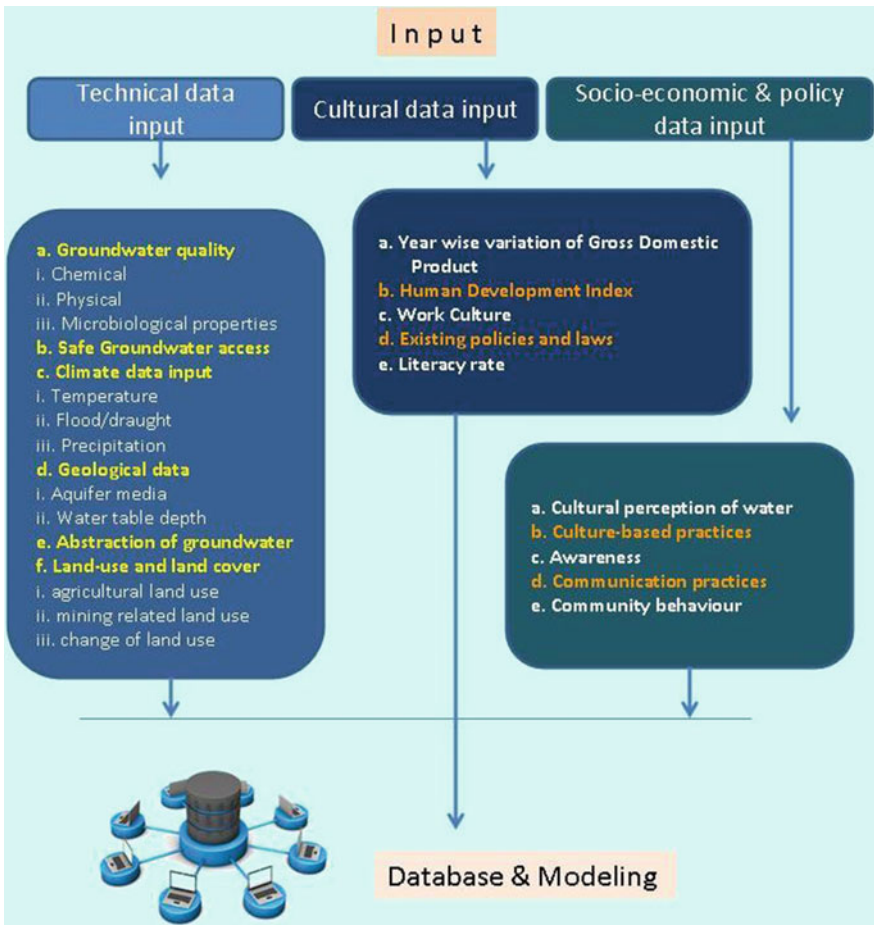 Input
Technical data
input
Cultural data input
Socio-economic & policy
data input
a. Groundwater quality
i. Chemical
ii. Physical
iii. Microbiological properties
b. Safe Groundwater access
c. Climate data input
i. Temperature
ii. Flood/draught
iii. Precipitation
d. Geological data
i. Aquifer media
ii. Water table depth
e. Abstraction of groundwater
f. Land-use and land cover
i. agricultural land use
ii. mining related land use
iii. change of land use
a. Year wise variation of Gross Domestic
Product
b. Human Development Index
c. Work Culture
d. Existing policies and laws
e. Literacy rate
a. Cultural perception of water
b. Culture-based practices
c. Awareness
d. Communication practices
e. Community behaviour
Database & Modeling